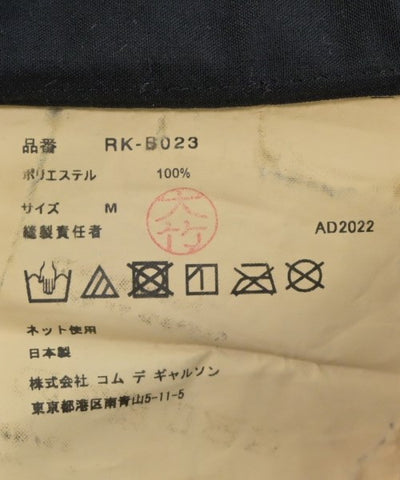 品番 RK-B023
ポリエステル 100%
サイズ M
大竹
縫製責任者 AD2022
ネット使用
日本製
株式会社 コム デ ギャルソン
東京都港区南青山5-11-5